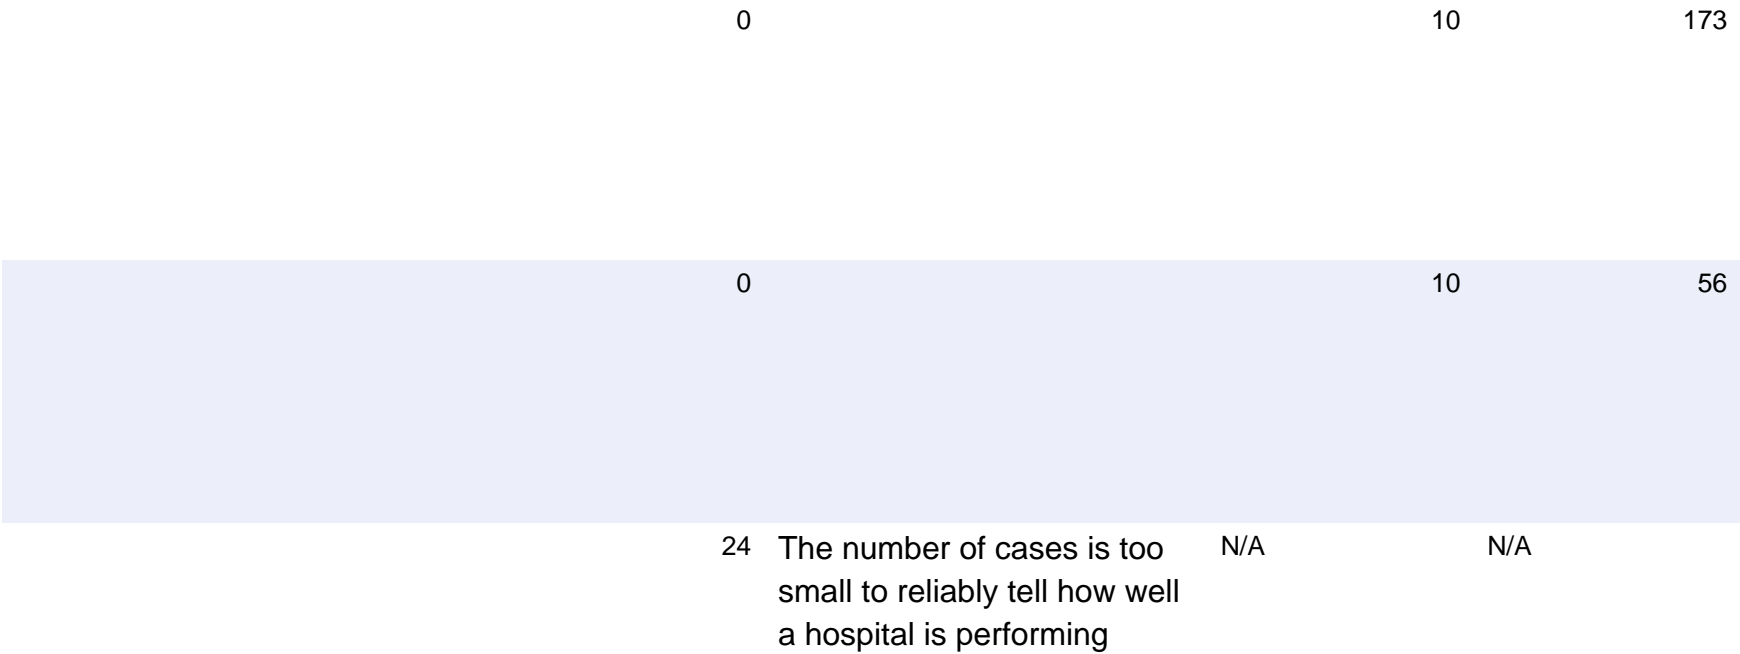 0 10 173
0 10 56
24 The number of cases is too N/A N/A
small to reliably tell how well
a hospital is performing